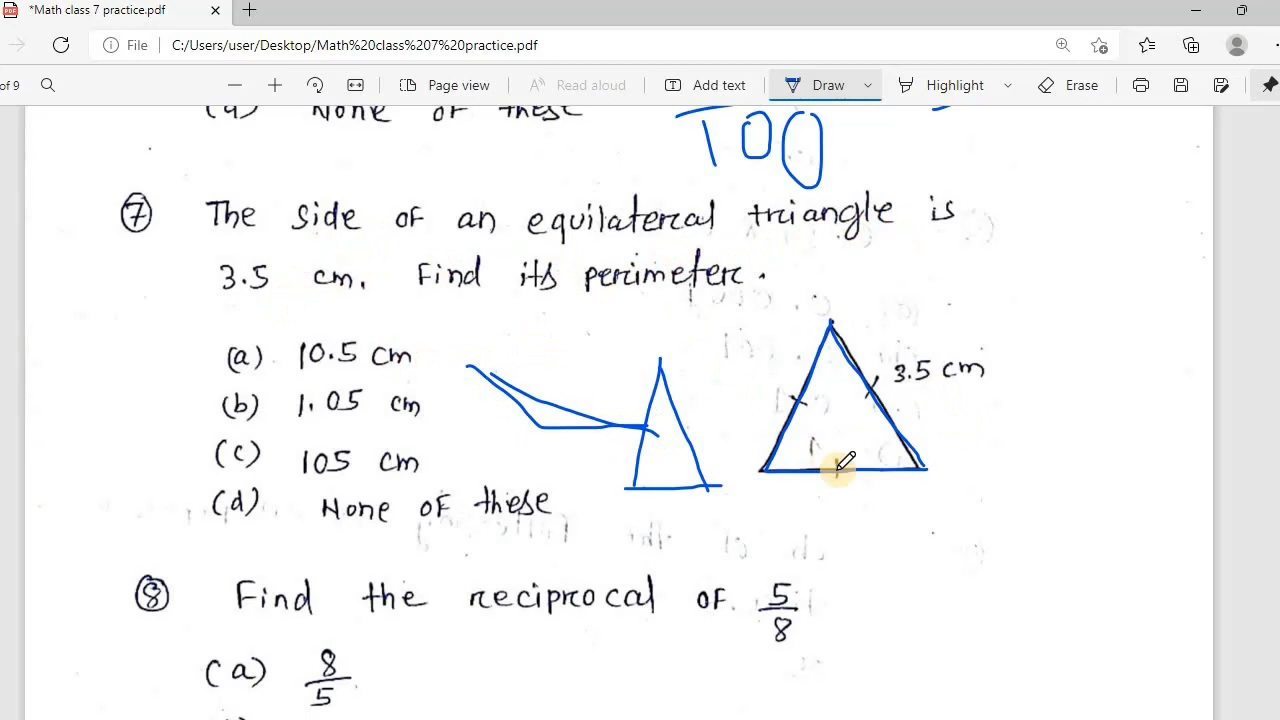 *Math class 7 practice.pdf
File C:/Users/user/Desktop/Math%20class%207%20practice.pdf
of 9 Page view Read aloud Add text Draw Highlight Erase
None of these
100
7 The side of an equilateral triangle is
3.5 cm. Find its perimeter.
(a) 10.5 cm
3.5 cm
(b) 1.05 cm
(c) 105 cm
(d) None of these
8 Find the reciprocal of 5/8
(a) 8/5